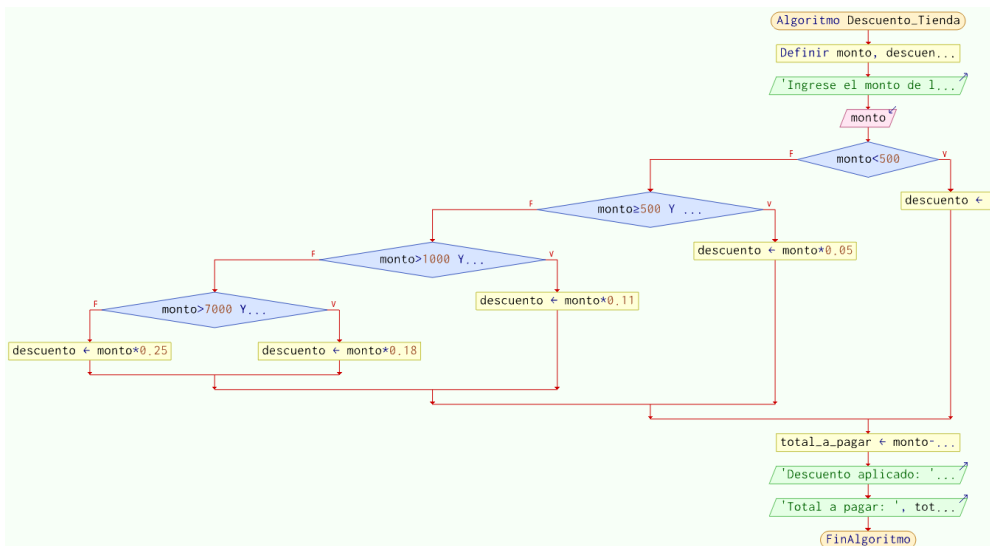 Algoritmo Descuento_Tienda
Definir monto, descuen...
'Ingrese el monto de l...
monto
monto<500
F
V
descuento ←
monto≥500 Y ...
F
V
descuento ← monto*0.05
monto>1000 Y...
F
V
descuento ← monto*0.11
monto>7000 Y...
F
V
descuento ← monto*0.25
descuento ← monto*0.18
total_a_pagar ← monto-...
'Descuento aplicado: '...
'Total a pagar: ', tot...
FinAlgoritmo